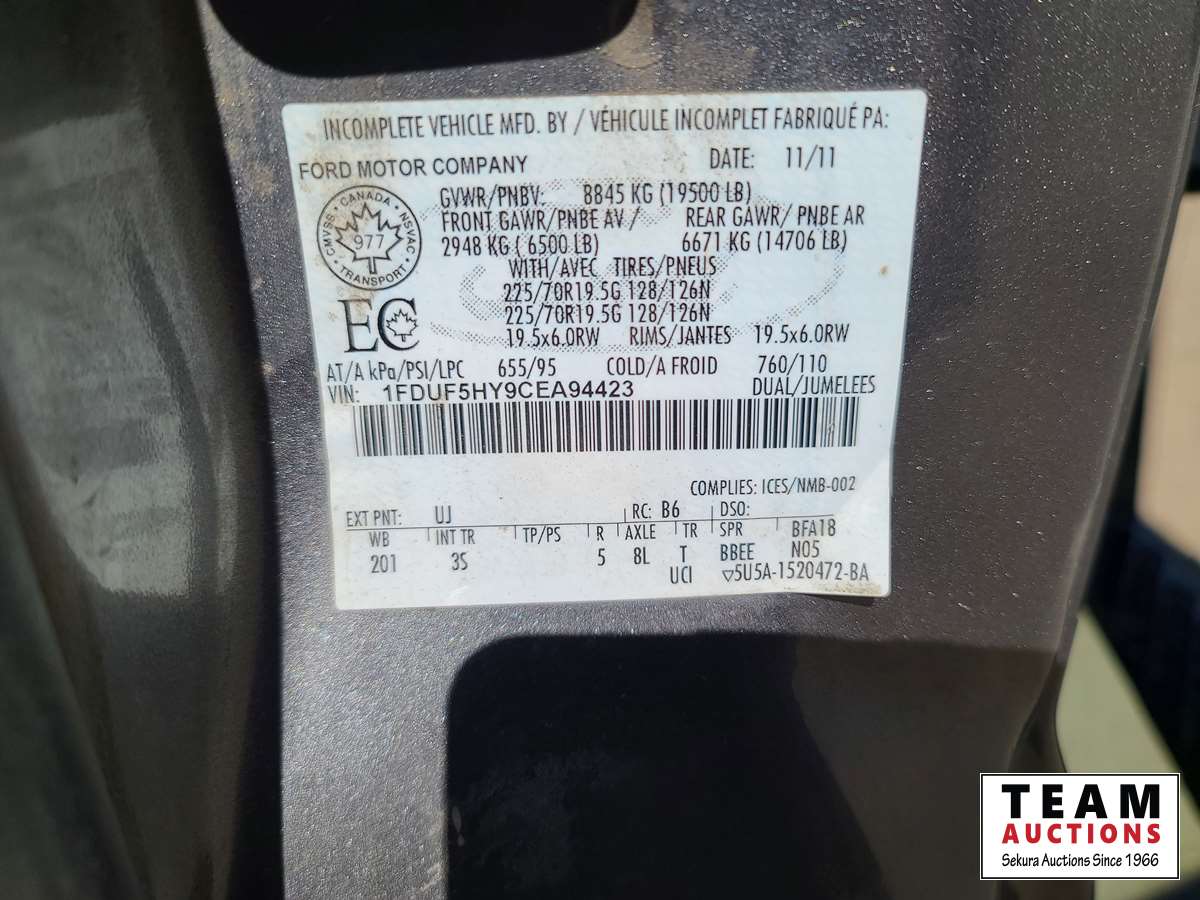 INCOMPLETE VEHICLE MFD. BY / VÉHICULE INCOMPLET FABRIQUÉ PA:
FORD MOTOR COMPANY DATE: 11/11
GVWR/PNBV: 8845 KG (19500 LB)
FRONT GAWR/PNBE AV / REAR GAWR/ PNBE AR
2948 KG ( 6500 LB) 6671 KG (14706 LB)
CMVSS · CANADA · NSVAC · TRANSPORT ·
977
WITH/AVEC TIRES/PNEUS
225/70R19.5G 128/126N
225/70R19.5G 128/126N
EC
19.5x6.0RW RIMS/JANTES 19.5x6.0RW
AT/A kPa/PSI/LPC 655/95 COLD/A FROID 760/110
VIN: 1FDUF5HY9CEA94423 DUAL/JUMELEES
COMPLIES: ICES/NMB-002
EXT PNT: UJ RC: B6 DSO:
WB INT TR TP/PS R AXLE TR SPR BFA18
201 3S 5 8L T BBEE N05
UCI ▽5U5A-1520472-BA
TEAM
AUCTIONS
Sekura Auctions Since 1966